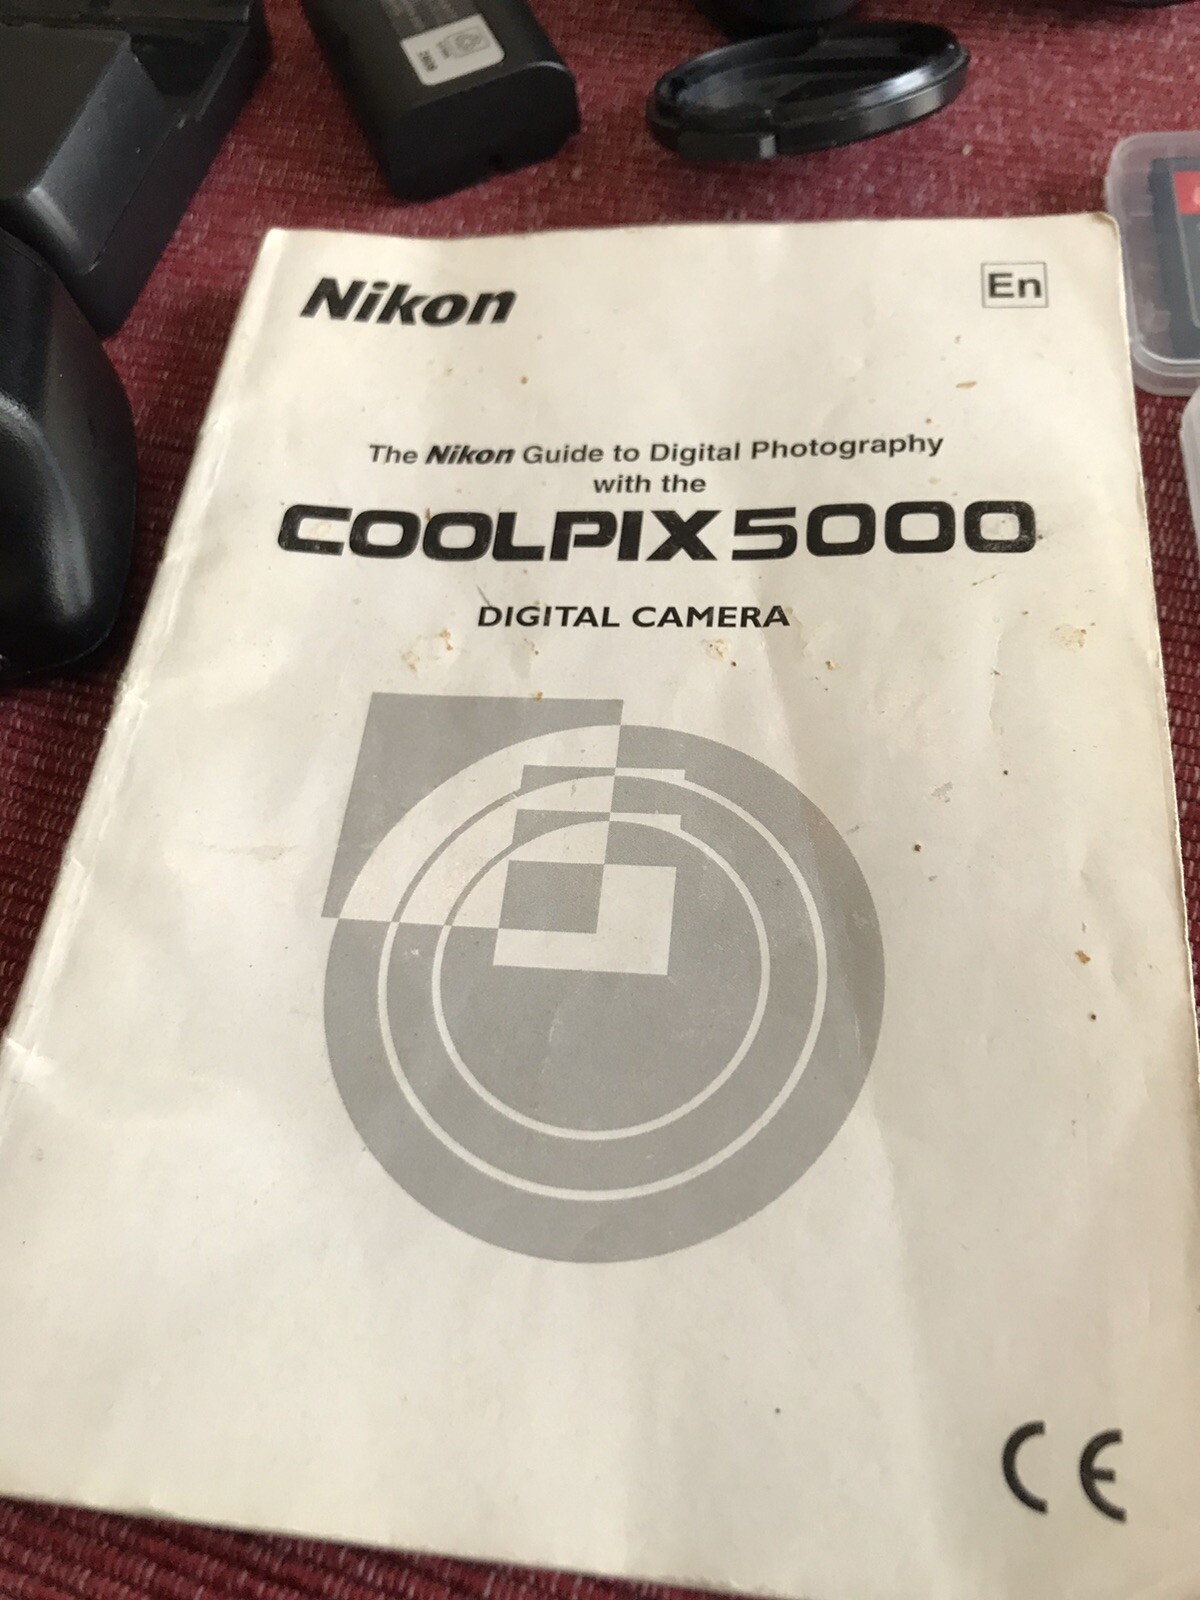 Nikon
En
The Nikon Guide to Digital Photography
with the
COOLPIX5000
DIGITAL CAMERA
CE